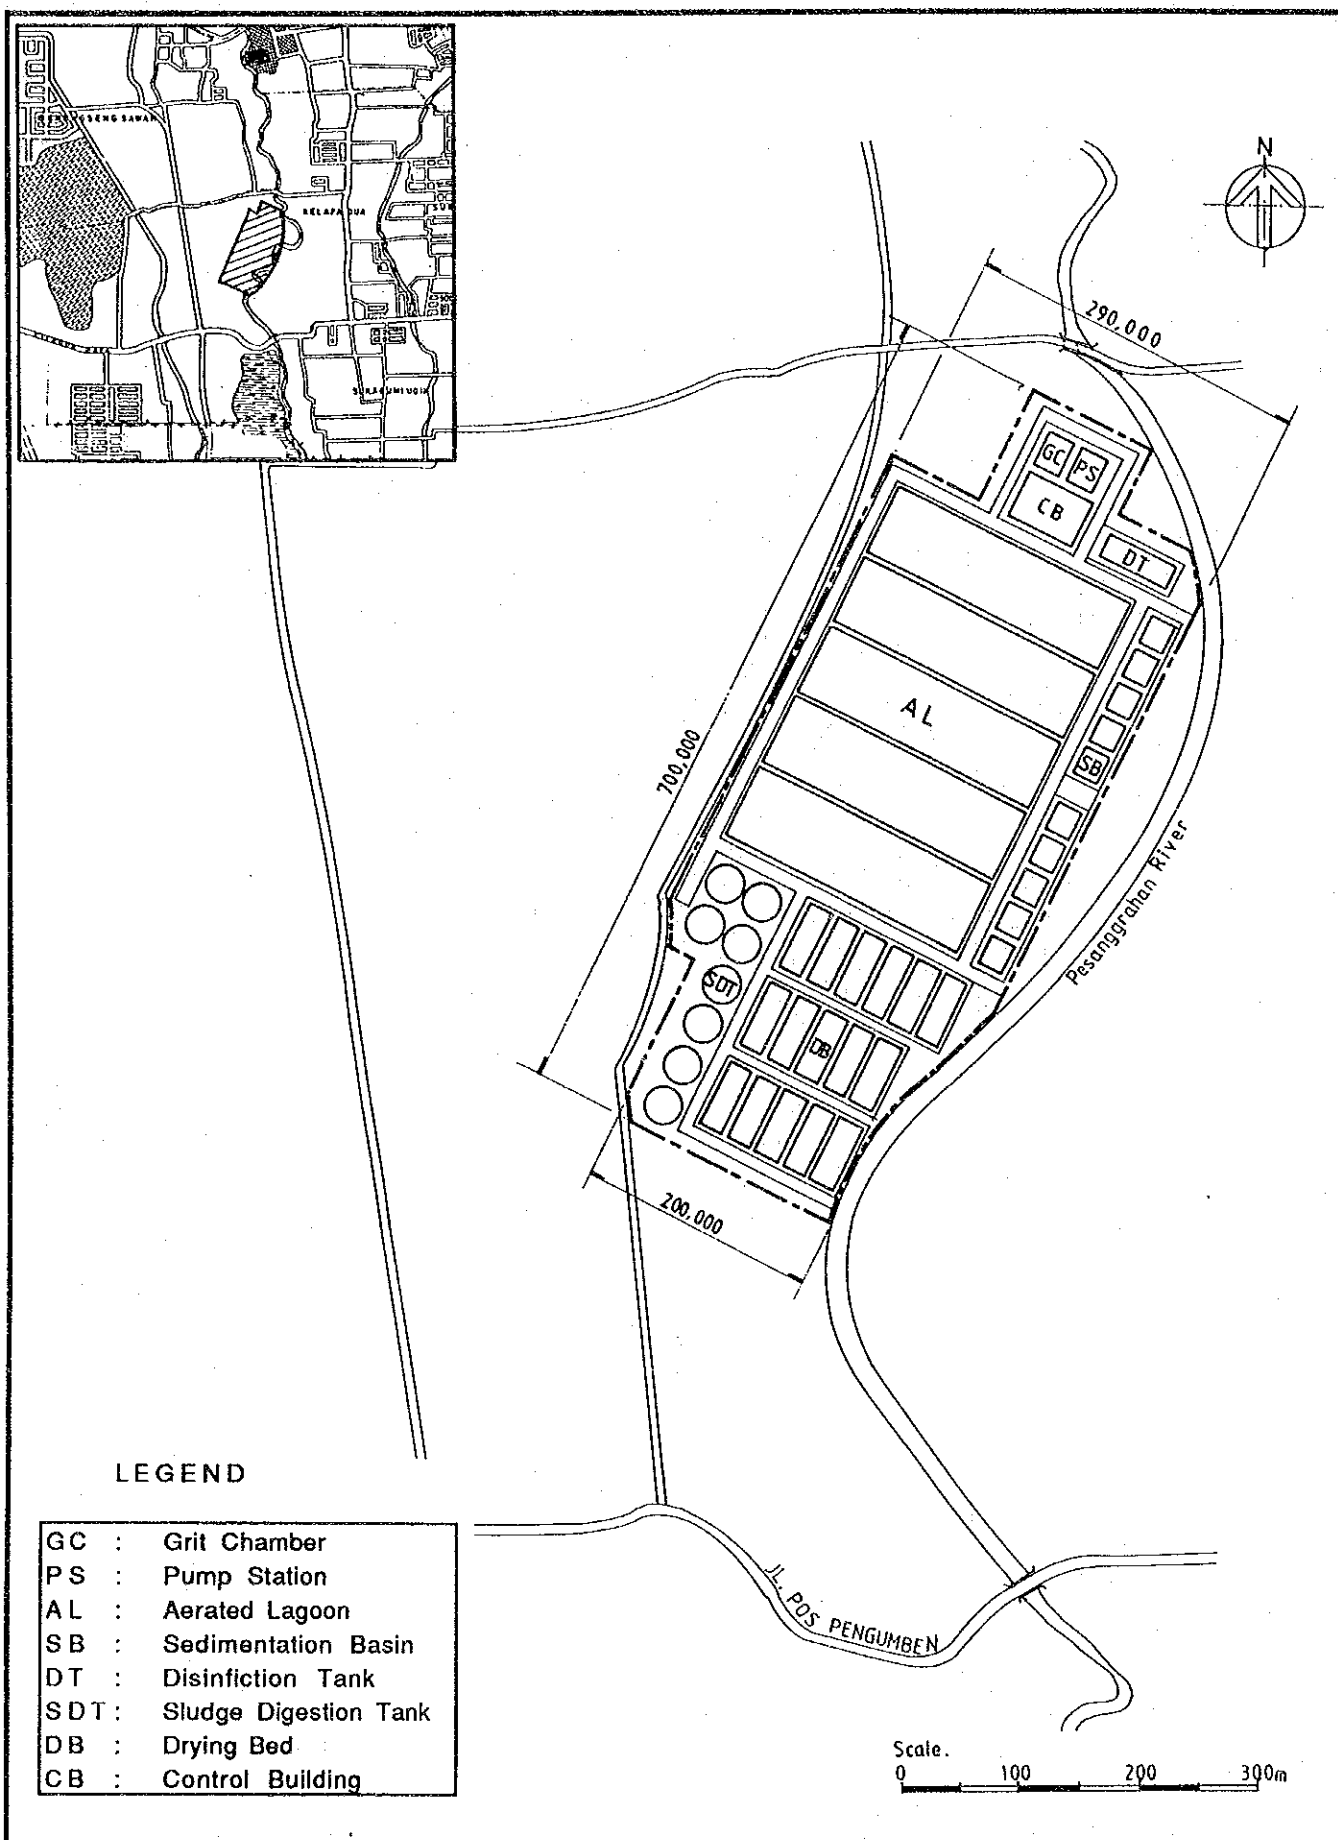 KELAPA DUA
N
290,000
GC
PS
CB
DT
AL
700,000
SB
Pesanggrahan River
SDT
DB
200,000
LEGEND
GC : Grit Chamber
PS : Pump Station
AL : Aerated Lagoon
SB : Sedimentation Basin
DT : Disinfiction Tank
SDT : Sludge Digestion Tank
DB : Drying Bed
CB : Control Building
JL. POS PENGUMBEN
Scale.
0 100 200 300m